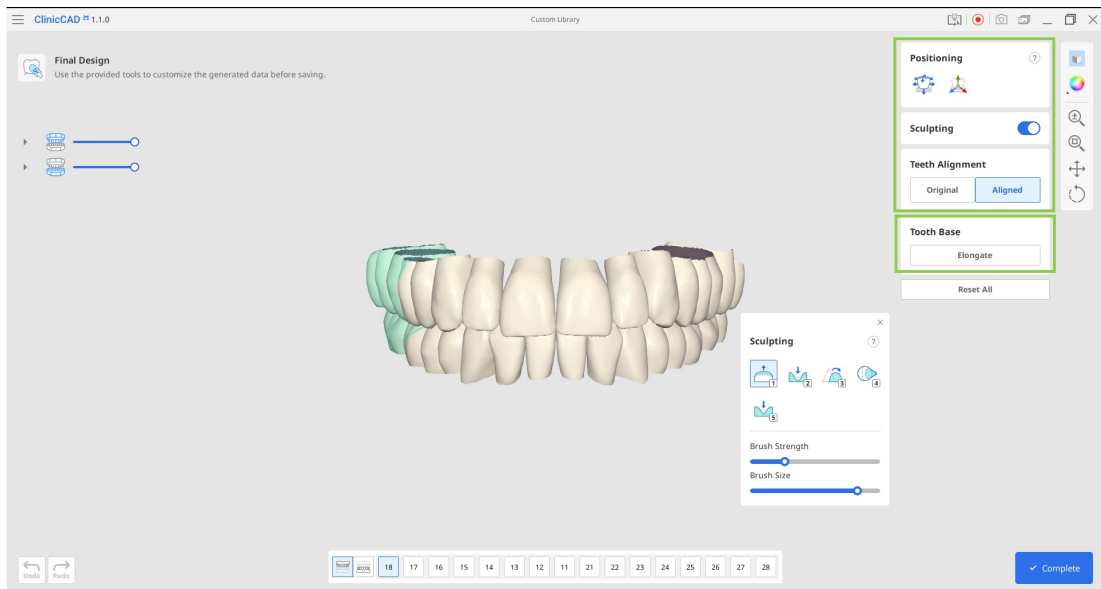 ClinicCAD 1.1.0
Custom Library
Final Design
Use the provided tools to customize the generated data before saving.
Positioning
?
Sculpting
Teeth Alignment
Original Aligned
Tooth Base
Elongate
Reset All
Sculpting
?
1 2 3 4
5
Brush Strength
Brush Size
Undo Redo
18 17 16 15 14 13 12 11 21 22 23 24 25 26 27 28
Complete